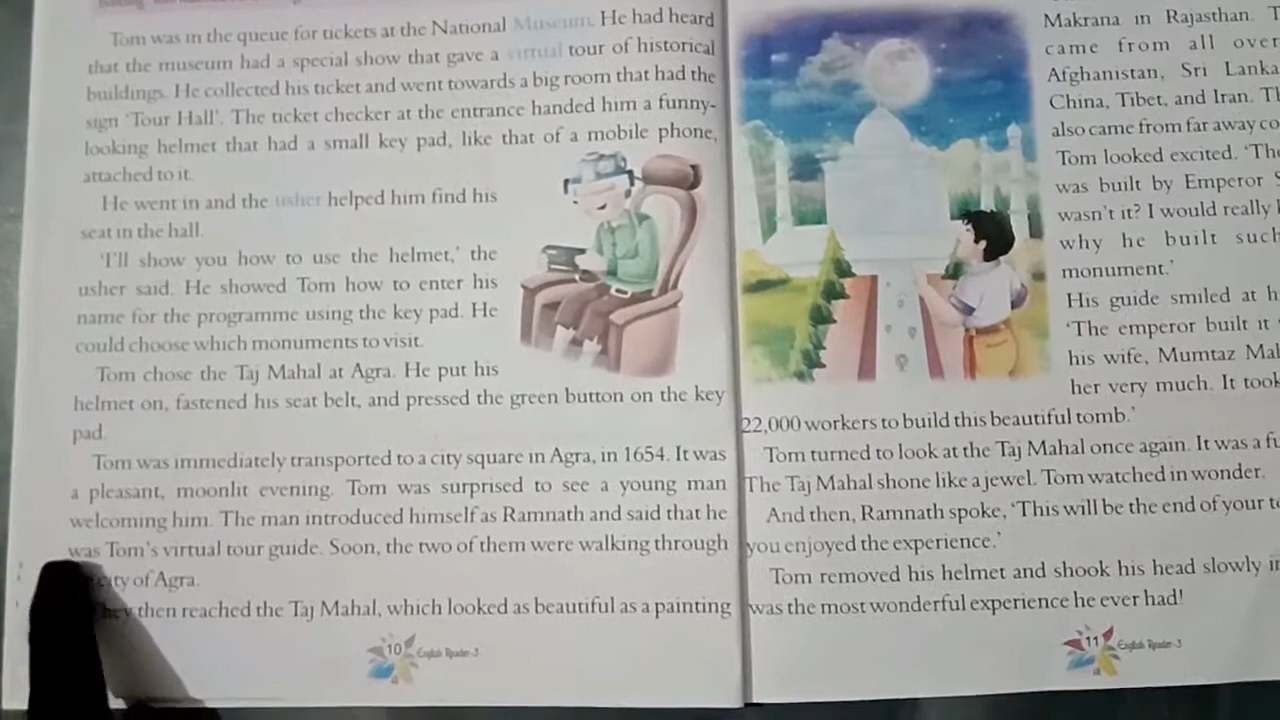 Tom was in the queue for tickets at the National Museum. He had heard
that the museum had a special show that gave a virtual tour of historical
buildings. He collected his ticket and went towards a big room that had the
sign 'Tour Hall'. The ticket checker at the entrance handed him a funny-
looking helmet that had a small key pad, like that of a mobile phone,
attached to it.
He went in and the usher helped him find his
seat in the hall.
'I'll show you how to use the helmet,' the
usher said. He showed Tom how to enter his
name for the programme using the key pad. He
could choose which monuments to visit.
Tom chose the Taj Mahal at Agra. He put his
helmet on, fastened his seat belt, and pressed the green button on the key
pad.
Tom was immediately transported to a city square in Agra, in 1654. It was
a pleasant, moonlit evening. Tom was surprised to see a young man
welcoming him. The man introduced himself as Ramnath and said that he
was Tom's virtual tour guide. Soon, the two of them were walking through
city of Agra.
then reached the Taj Mahal, which looked as beautiful as a painting
10 English Reader-3
Makrana in Rajasthan.
came from all over
Afghanistan, Sri Lanka
China, Tibet, and Iran.
also came from far away
Tom looked excited.
was built by Emperor
wasn't it? I would really
why he built such
monument.'
His guide smiled at
'The emperor built it
his wife, Mumtaz
her very much. It took
22,000 workers to build this beautiful tomb.'
Tom turned to look at the Taj Mahal once again. It was a
The Taj Mahal shone like a jewel. Tom watched in wonder.
And then, Ramnath spoke, 'This will be the end of your
you enjoyed the experience.'
Tom removed his helmet and shook his head slowly
was the most wonderful experience he ever had!
11 English Reader-3